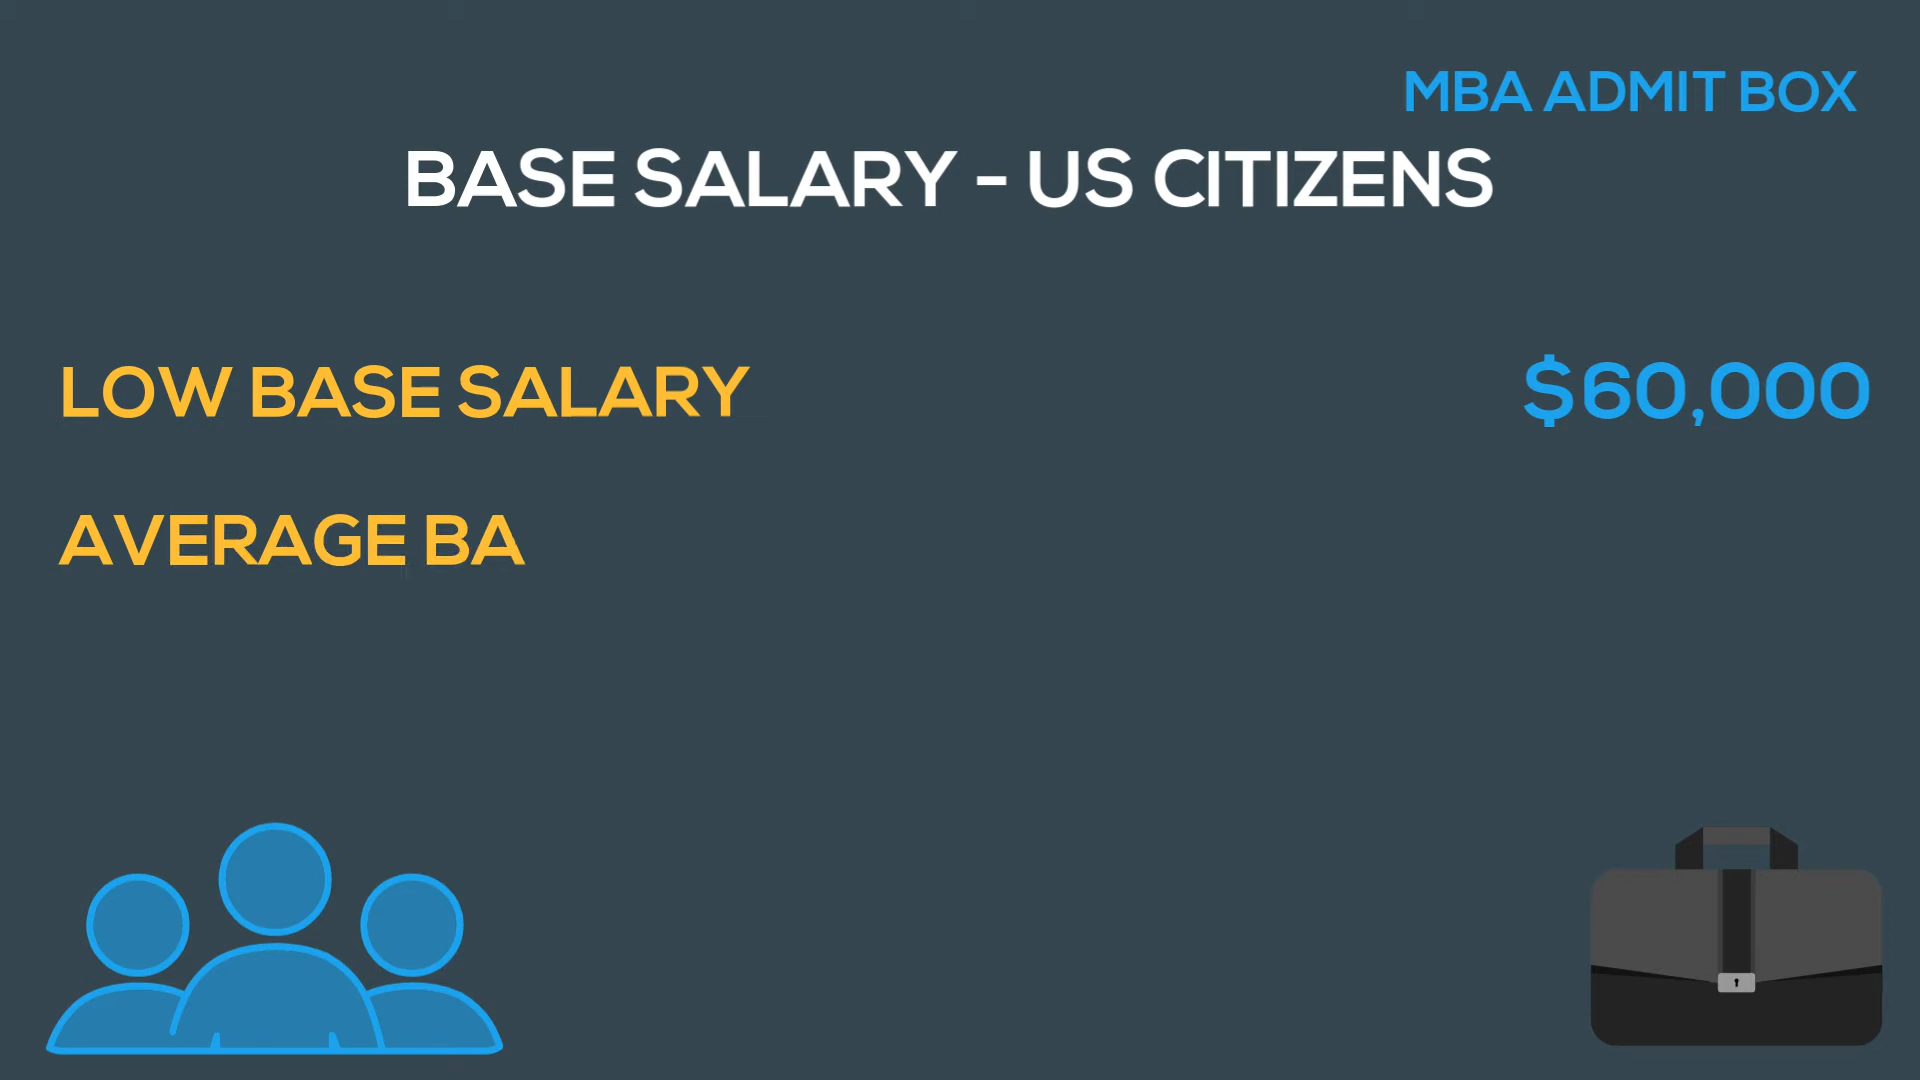 MBA ADMIT BOX
BASE SALARY - US CITIZENS
LOW BASE SALARY $60,000
AVERAGE BA